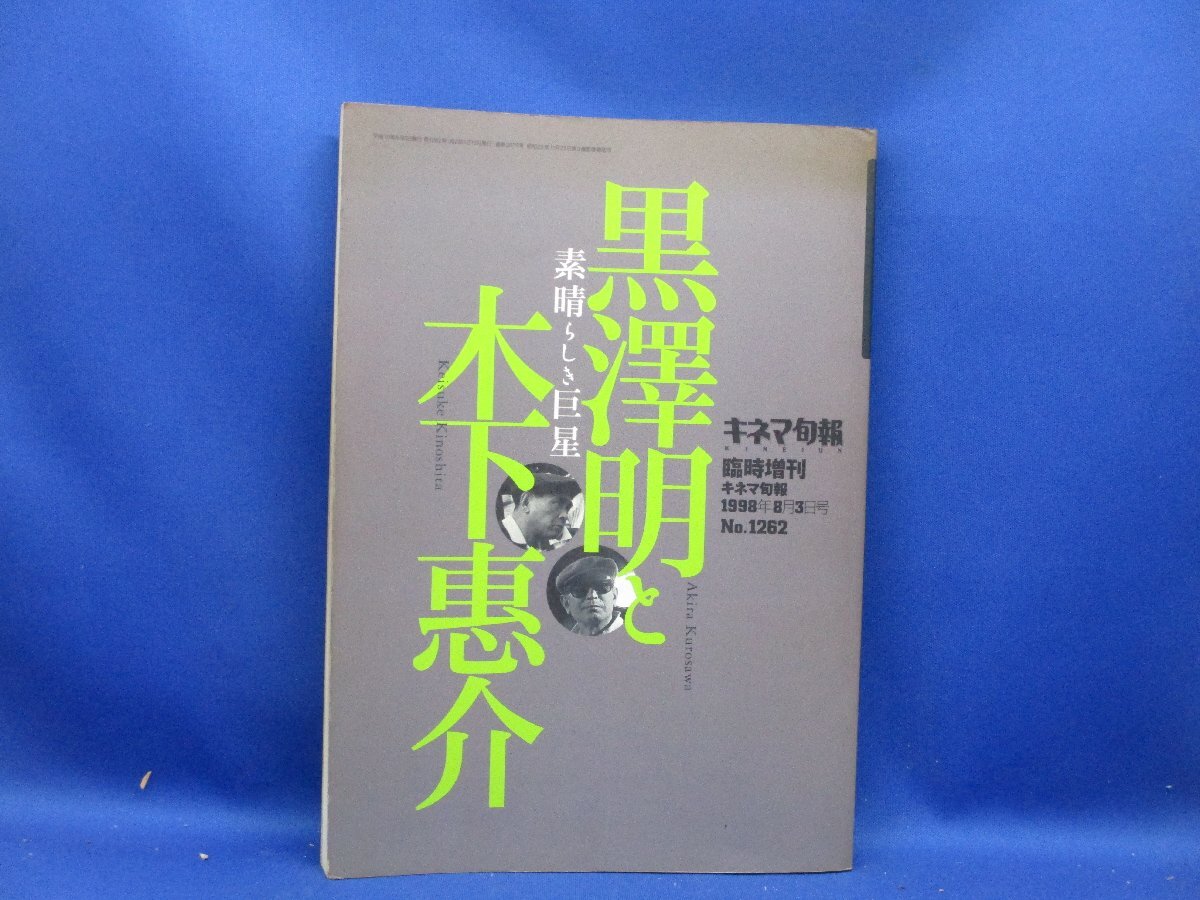 黒澤明と
木下惠介
素晴らしき巨星
Akira Kurosawa
Keisuke Kinoshita
キネマ旬報
KINEJUN
臨時増刊
キネマ旬報
1998年8月3日号
No.1262